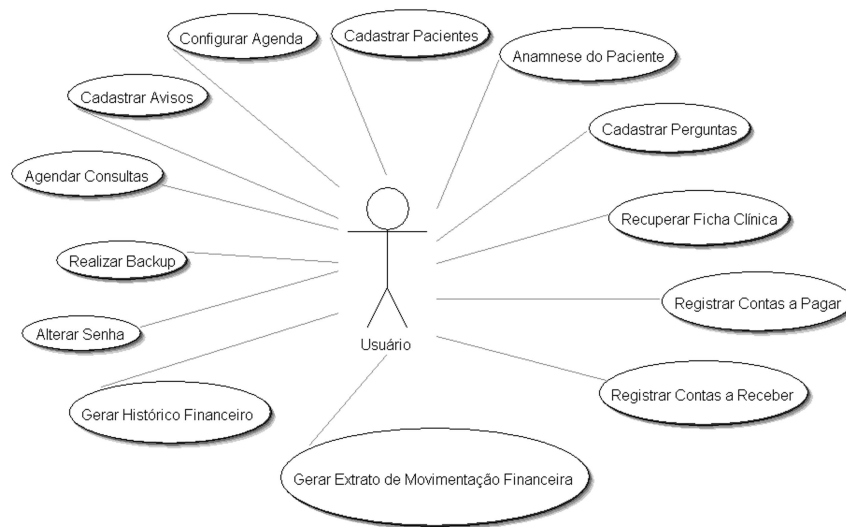 Configurar Agenda
Cadastrar Pacientes
Anamnese do Paciente
Cadastrar Avisos
Cadastrar Perguntas
Agendar Consultas
Recuperar Ficha Clínica
Realizar Backup
Registrar Contas a Pagar
Alterar Senha
Usuário
Registrar Contas a Receber
Gerar Histórico Financeiro
Gerar Extrato de Movimentação Financeira